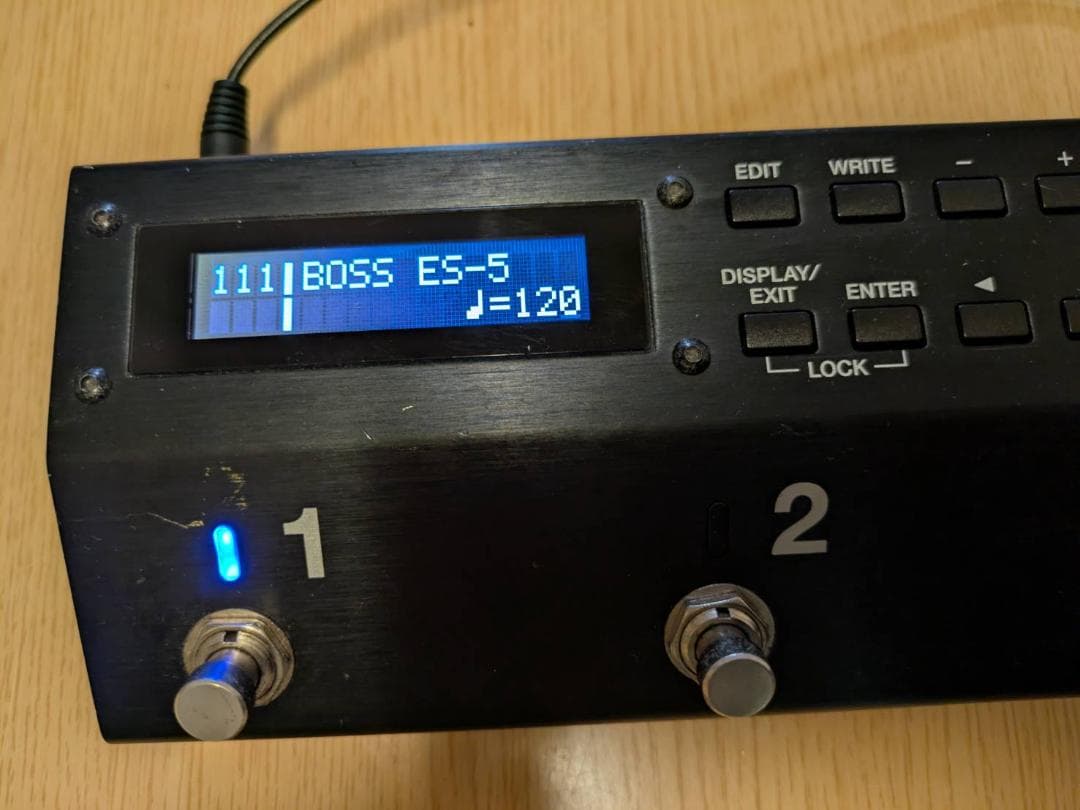 111 BOSS ES-5
♩=120
EDIT WRITE - +
DISPLAY/
EXIT
ENTER ◀
LOCK
1
2